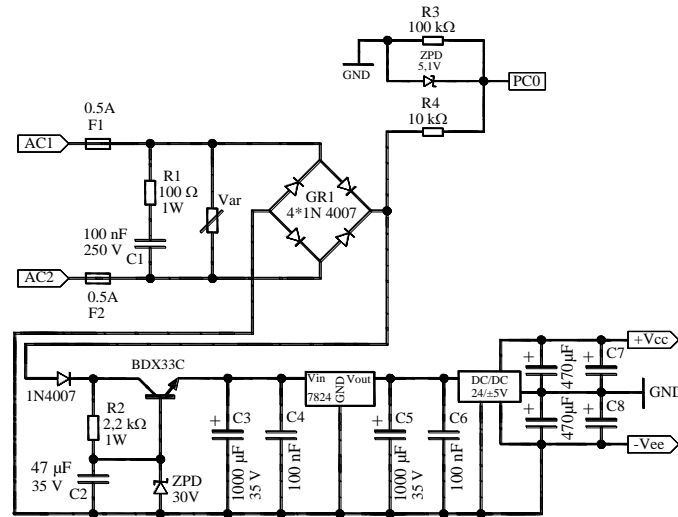 R3
100 kΩ
ZPD
5,1V
GND
PC0
R4
10 kΩ
0.5A
F1
AC1
R1
100 Ω
1W
Var
GR1
4*1N 4007
100 nF
250 V
C1
AC2
0.5A
F2
BDX33C
1N4007
R2
2,2 kΩ
1W
47 µF
35 V
C2
ZPD
30V
C3
+
1000 µF
35 V
C4
100 nF
Vin
Vout
GND
7824
C5
+
1000 µF
35 V
C6
100 nF
DC/DC
24/±5V
+
470µF
+
C7
+Vcc
GND
+
470µF
+
C8
-Vee